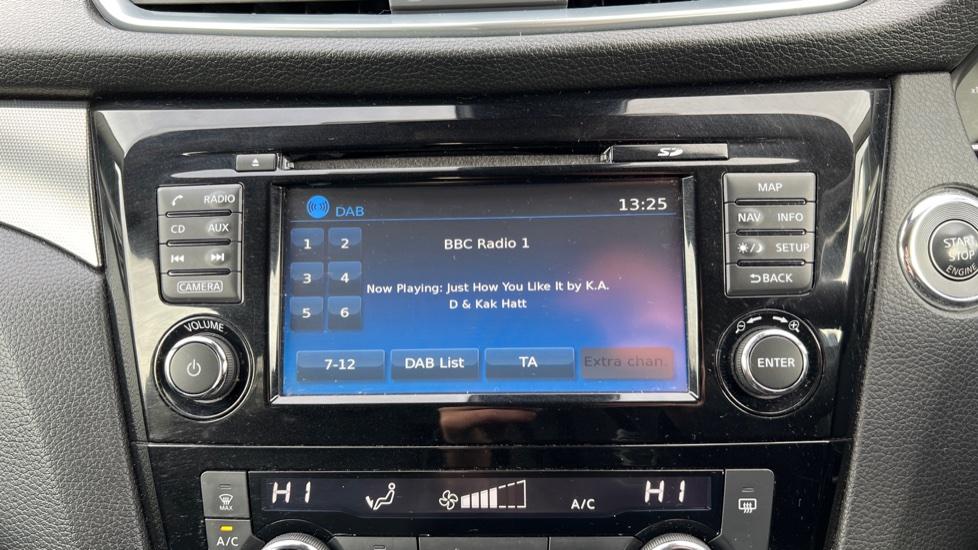 SD
RADIO
CD AUX
CAMERA
VOLUME
DAB 13:25
1 2
3 4
5 6
BBC Radio 1
Now Playing: Just How You Like It by K.A.
D & Kak Hatt
7-12 DAB List TA Extra chan.
MAP
NAV INFO
SETUP
BACK
ENTER
START
STOP
ENGINE
MAX
A/C
HI A/C HI